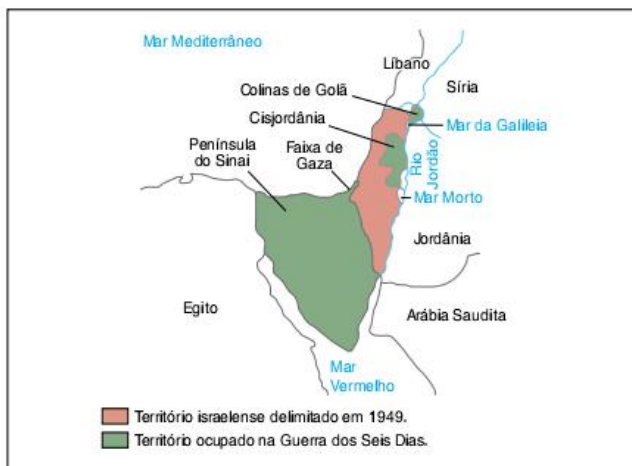 Mar Mediterrâneo
Líbano
Síria
Colinas de Golã
Cisjordânia
Mar da Galileia
Península
do Sinai
Faixa de
Gaza
Rio
Jordão
Mar Morto
Jordânia
Egito
Arábia Saudita
Mar
Vermelho
Território israelense delimitado em 1949.
Território ocupado na Guerra dos Seis Dias.